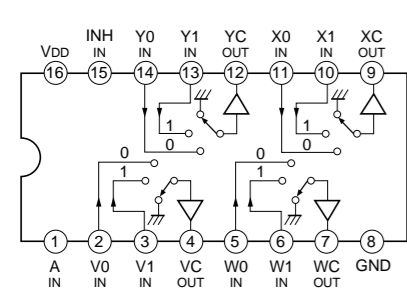 INH Y0 Y1 YC X0 X1 XC
VDD IN IN IN OUT IN IN OUT
16 15 14 13 12 11 10 9
1 1
0 0
0 0
1 1
1 2 3 4 5 6 7 8
A V0 V1 VC W0 W1 WC GND
IN IN IN OUT IN IN OUT